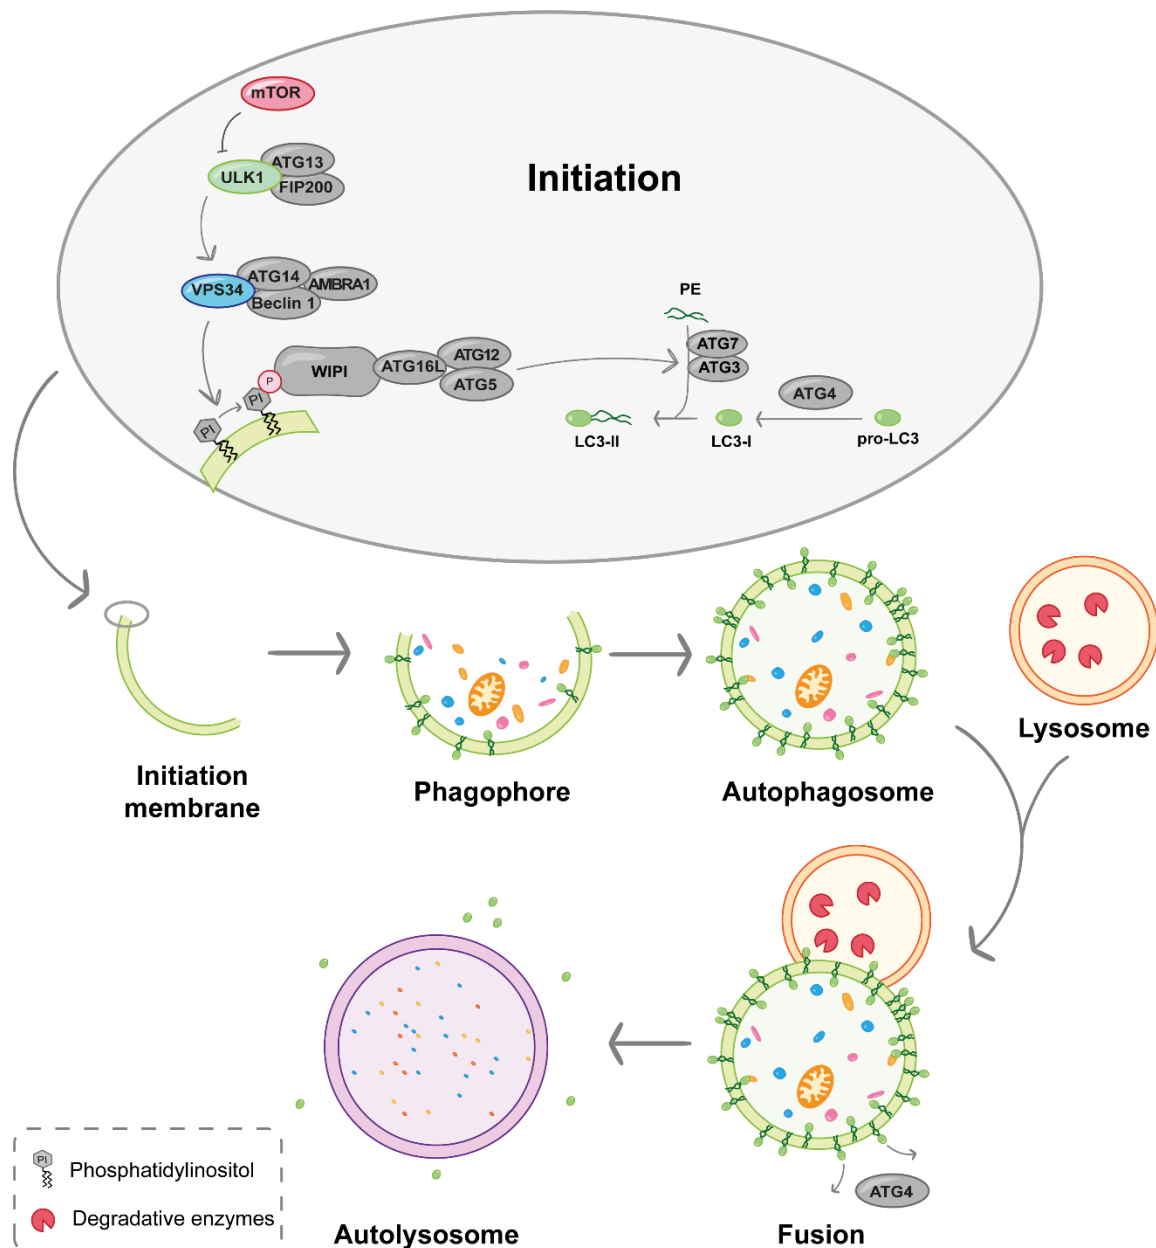 mTOR
ATG13
ULK1
FIP200
Initiation
ATG14
VPS34
AMBRA1
Beclin 1
PE
ATG7
ATG3
WIPI
ATG16L
ATG12
ATG5
ATG4
P
PI
PI
LC3-II
LC3-I
pro-LC3
Initiation
membrane
Phagophore
Autophagosome
Lysosome
ATG4
Autolysosome
Fusion
PI
Phosphatidylinositol
Degradative enzymes